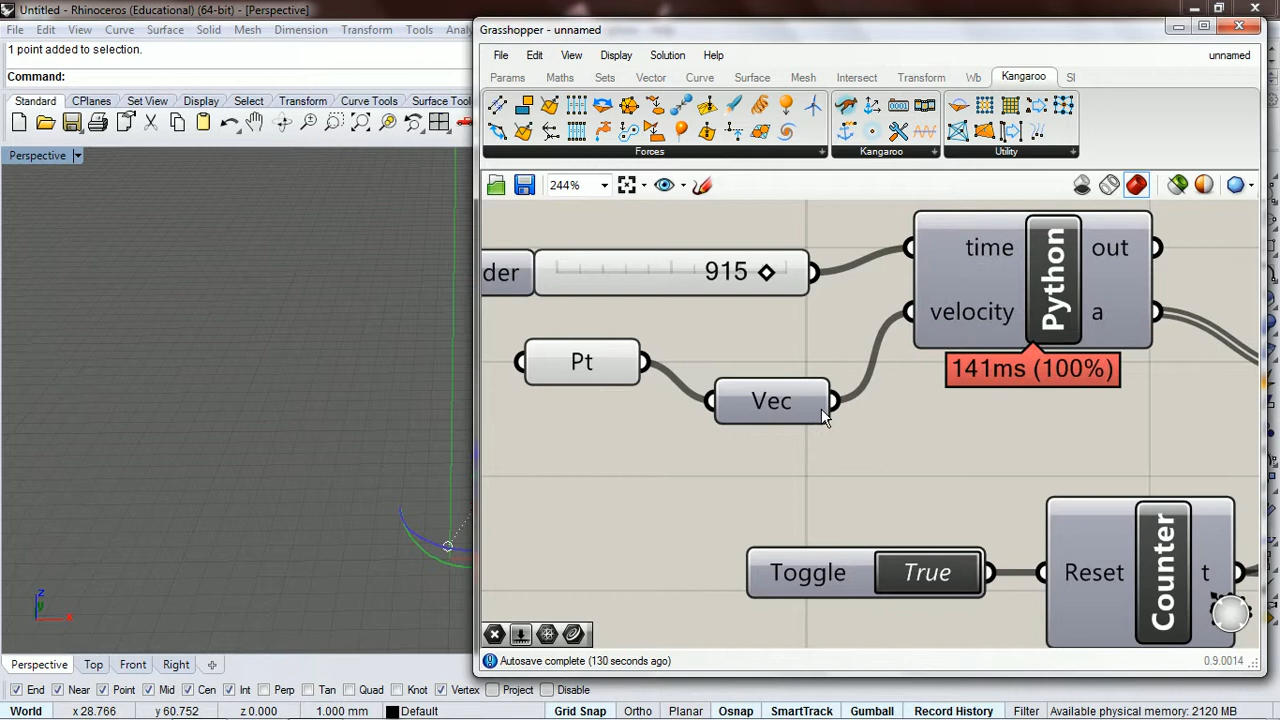 Untitled - Rhinoceros (Educational) (64-bit) - [Perspective]
File Edit View Curve Surface Solid Mesh Dimension Transform Tools Analy
1 point added to selection.
Command:
Standard CPlanes Set View Display Select Transform Curve Tools Surface Tools
Perspective
Grasshopper - unnamed
File Edit View Display Solution Help unnamed
Params Maths Sets Vector Curve Surface Mesh Intersect Transform Wb Kangaroo SI
Forces Kangaroo Utility
244%
der 915
Pt
Vec
time
velocity
Python
out
a
141ms (100%)
Toggle True
Reset
Counter
t
Autosave complete (130 seconds ago) 0.9.0014
z
y
x
Perspective Top Front Right
End Near Point Mid Cen Int Perp Tan Quad Knot Vertex Project Disable
World x 28.766 y 60.752 z 0.000 1.000 mm Default Grid Snap Ortho Planar Osnap SmartTrack Gumball Record History Filter Available physical memory: 2120 MB